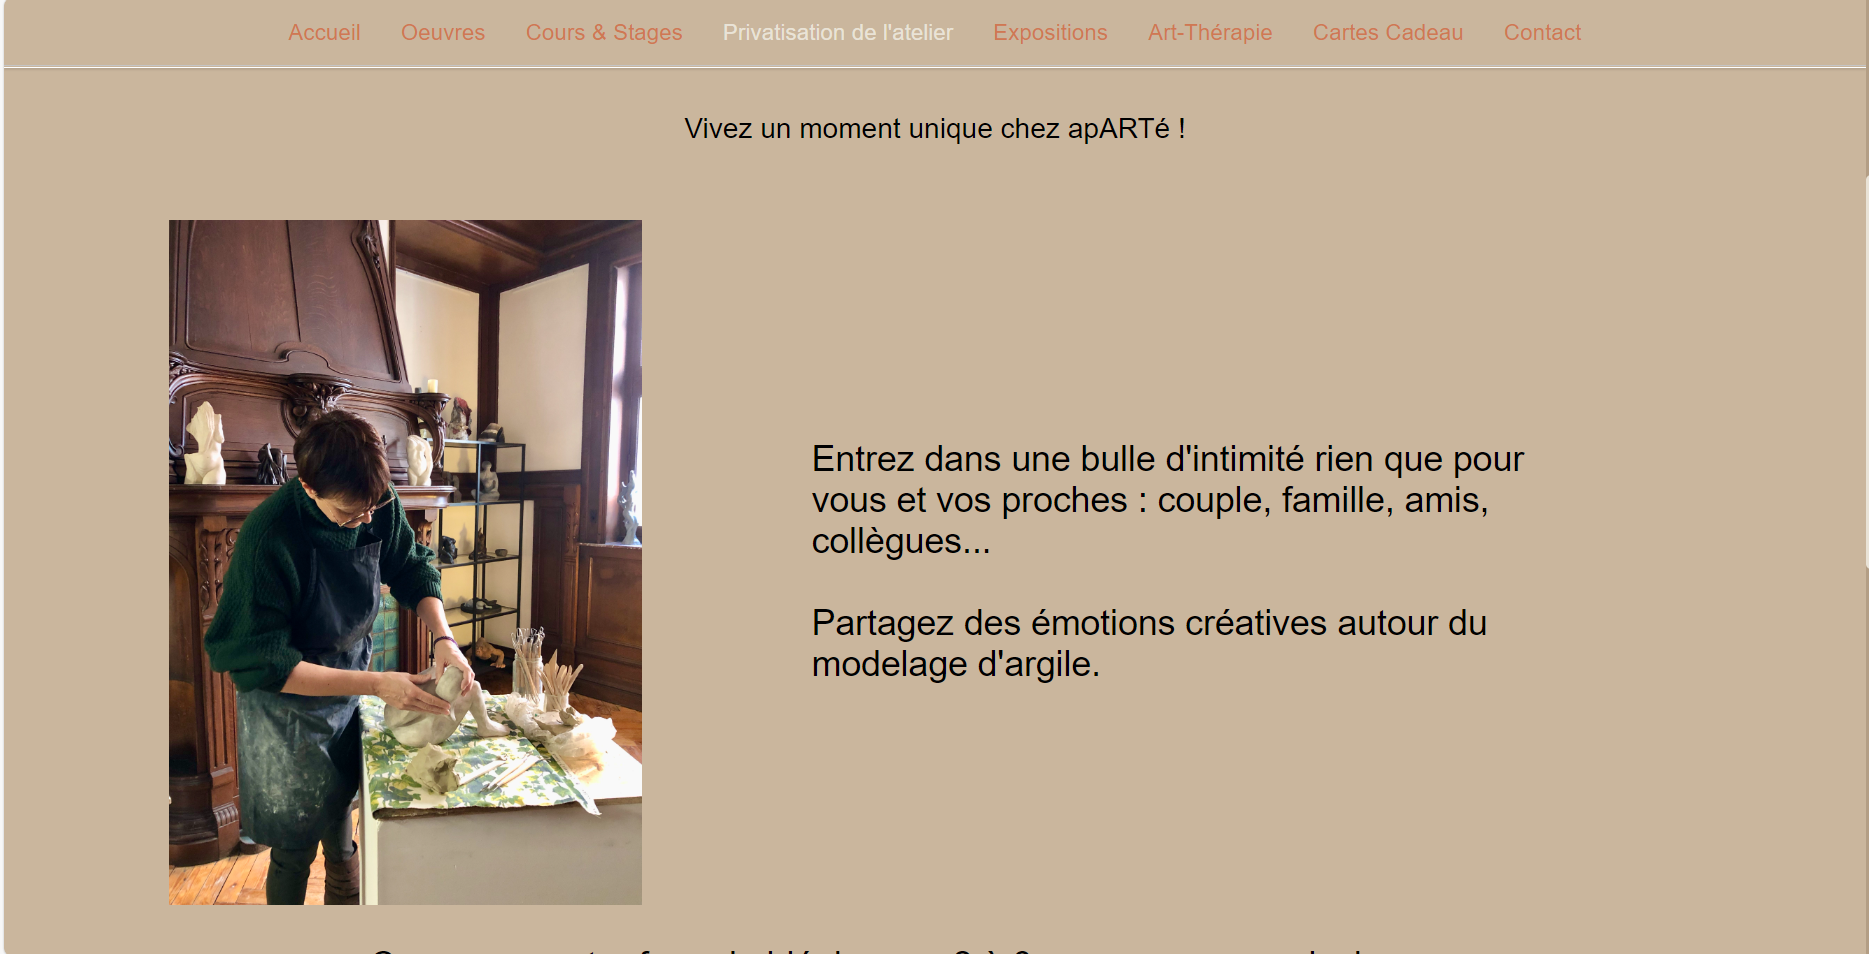 Accueil Oeuvres Cours & Stages Privatisation de l'atelier Expositions Art-Thérapie Cartes Cadeau Contact
Vivez un moment unique chez apARTé !
Entrez dans une bulle d'intimité rien que pour
vous et vos proches : couple, famille, amis,
collègues...
Partagez des émotions créatives autour du
modelage d'argile.